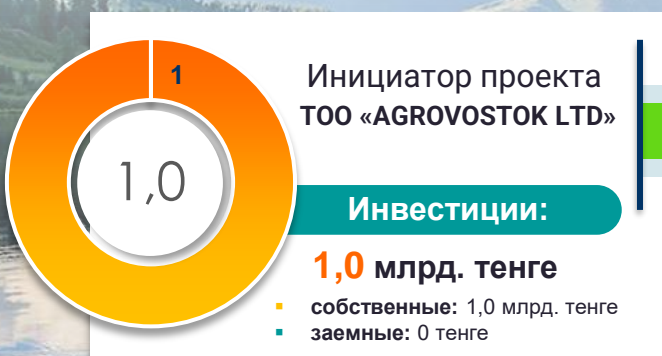 1
1,0
Инициатор проекта
ТОО «AGROVOSTOK LTD»
Инвестиции:
1,0 млрд. тенге
собственные: 1,0 млрд. тенге
заемные: 0 тенге